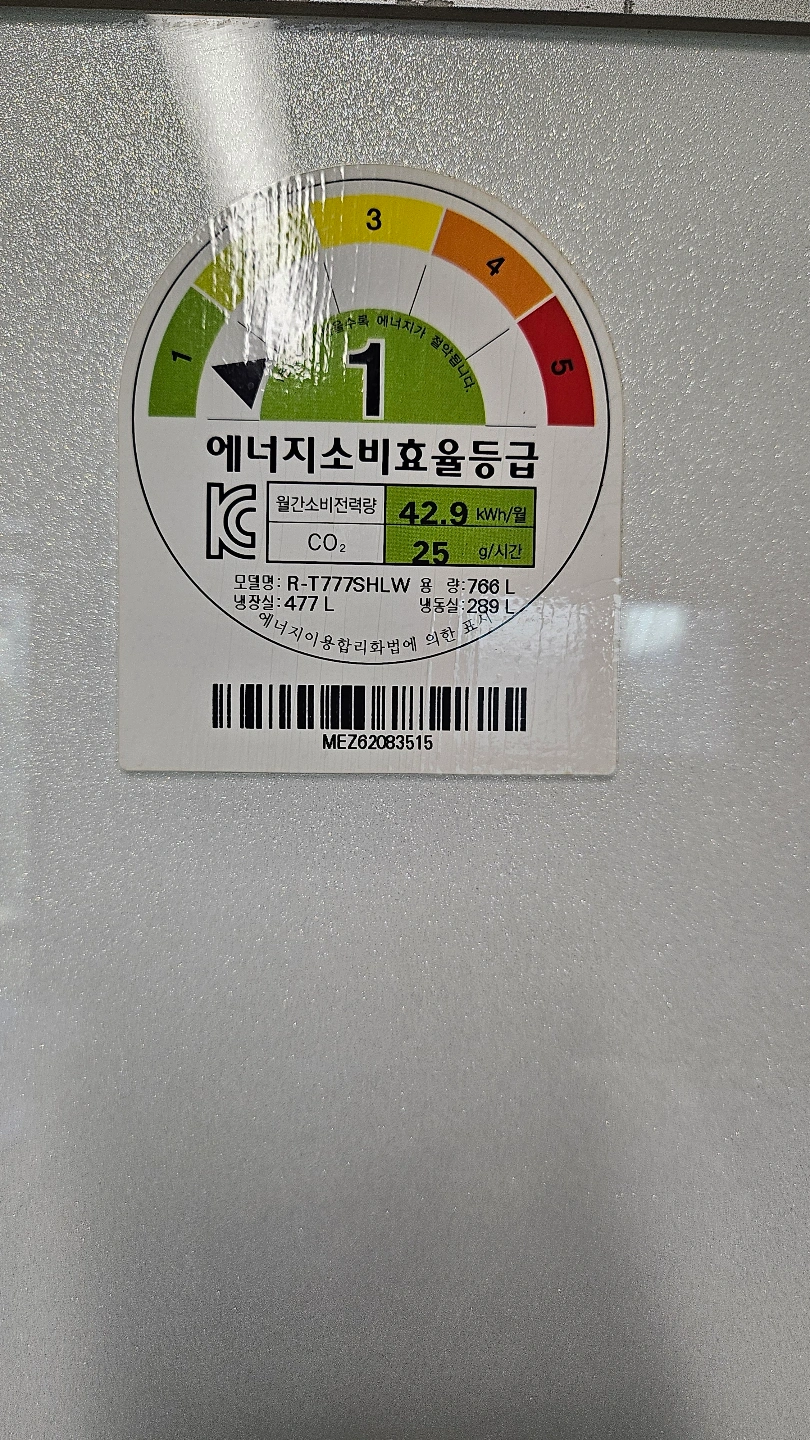 3
4
1
5
을수록 에너지가 절약됩니다.
1
에너지소비효율등급
월간소비전력량 42.9 kWh/월
CO₂ 25 g/시간
모델명: R-T777SHLW 용 량: 766 L
냉장실: 477 L 냉동실: 289 L
에너지이용합리화법에 의한 표시
MEZ62083515